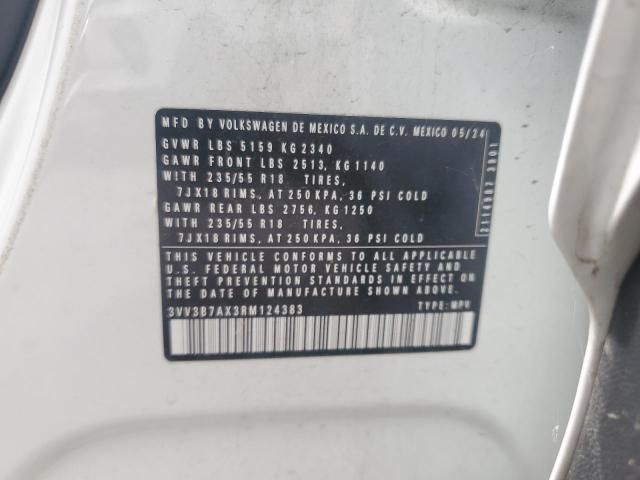 MFD BY VOLKSWAGEN DE MEXICO S.A. DE C.V. MEXICO 05/24
GVWR LBS 5159 KG 2340
GAWR FRONT LBS 2513, KG 1140
WITH 235/55 R18 TIRES,
7JX18 RIMS, AT 250 KPA, 36 PSI COLD
GAWR REAR LBS 2756, KG 1250
WITH 235/55 R18 TIRES,
7JX18 RIMS, AT 250 KPA, 36 PSI COLD
THIS VEHICLE CONFORMS TO ALL APPLICABLE
U.S. FEDERAL MOTOR VEHICLE SAFETY AND
THEFT PREVENTION STANDARDS IN EFFECT ON
THE DATE OF MANUFACTURE SHOWN ABOVE.
3VV3B7AX3RM124383 TYPE: MPV
3901